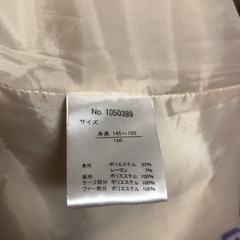 No. 1050389
サイズ
身長 145～155
150
表地 ポリエステル 93%
レーヨン 7%
裏地 ポリエステル 100%
テープ部分 ポリエステル 100%
ファー部分 ポリエステル 100%